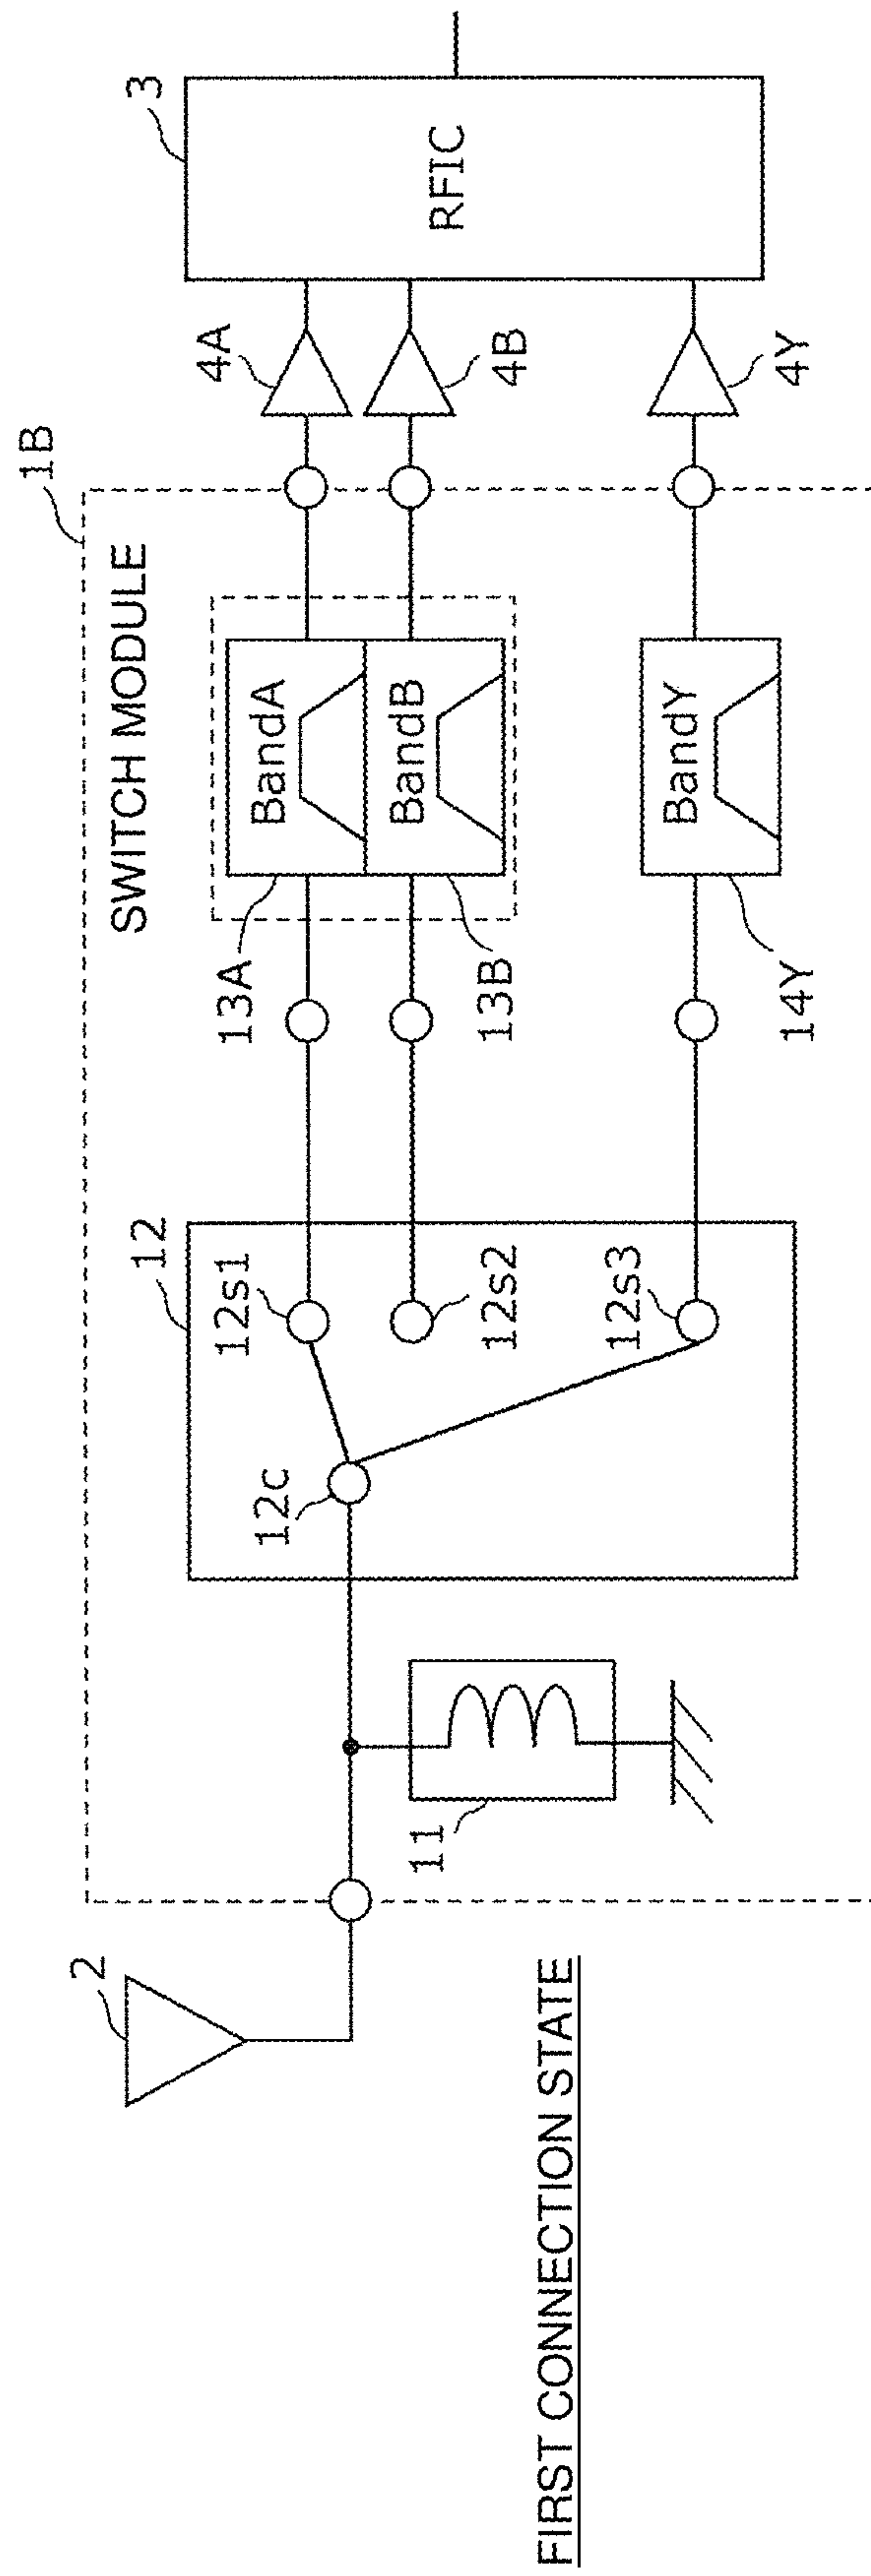 1B
SWITCH MODULE
2
12
3
13A
BandA
4A
12s1
12c
BandB
RFIC
11
12s2
13B
4B
12s3
BandY
14Y
4Y
FIRST CONNECTION STATE